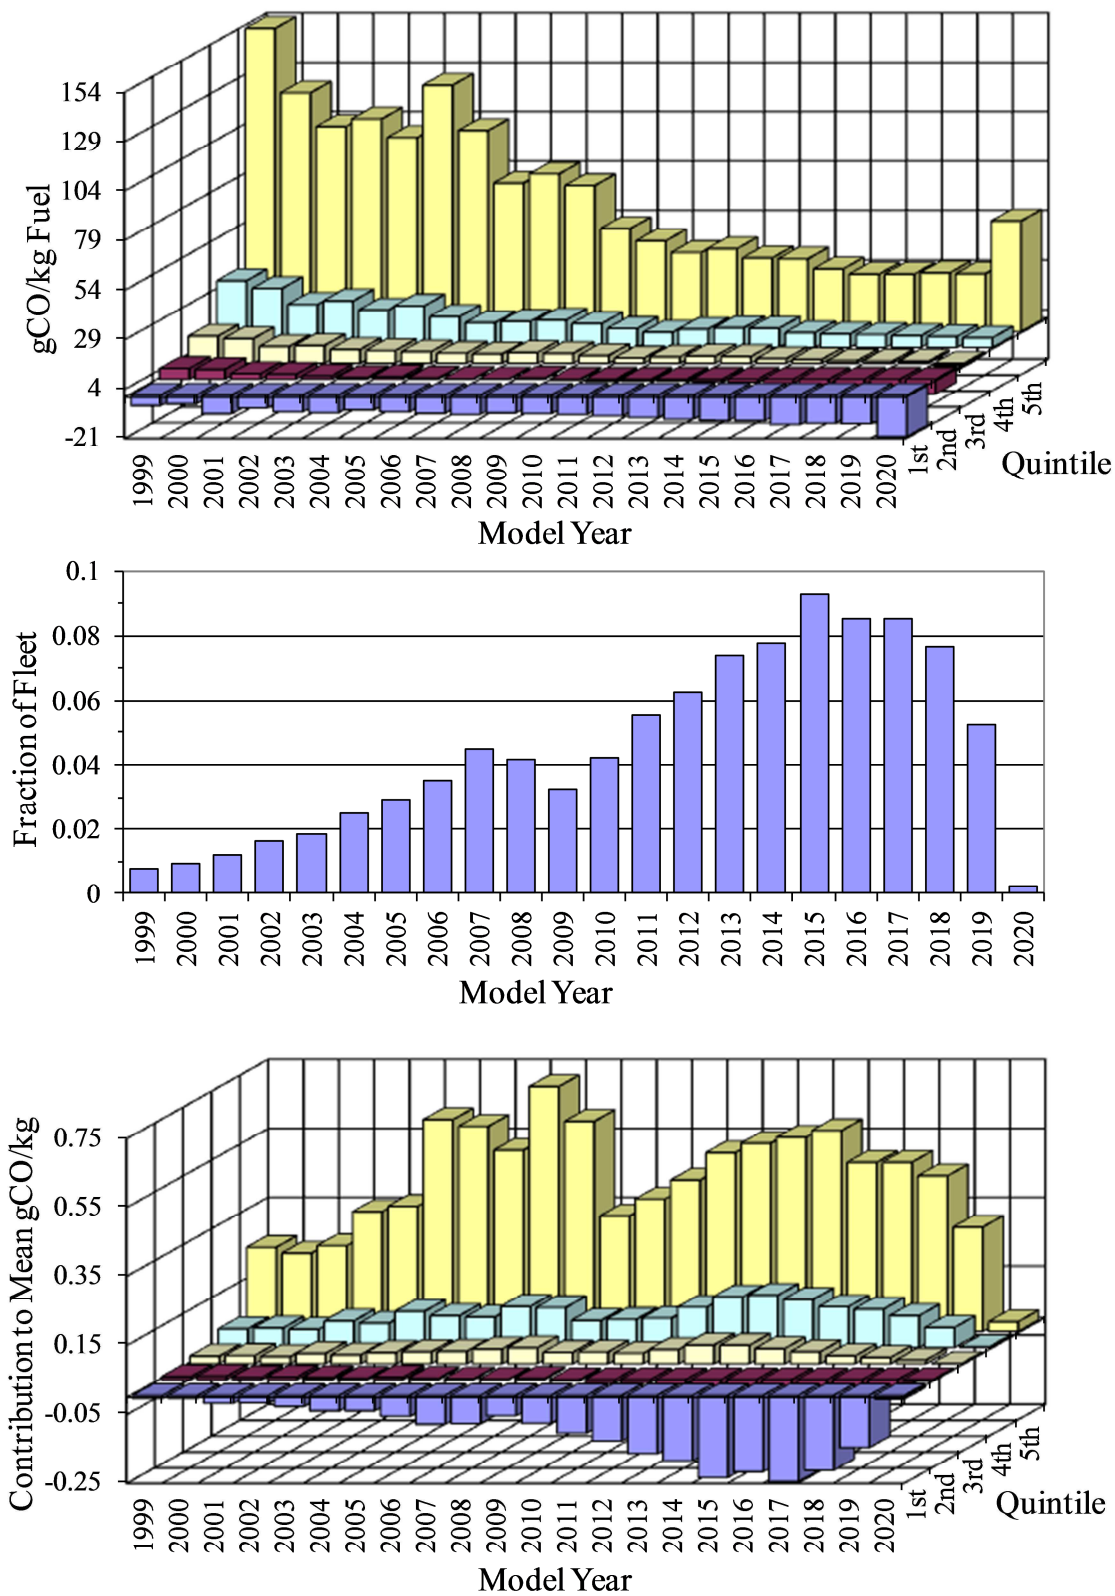 gCO/kg Fuel
154
129
104
79
54
29
4
-21
1999 2000 2001 2002 2003 2004 2005 2006 2007 2008 2009 2010 2011 2012 2013 2014 2015 2016 2017 2018 2019 2020
1st 2nd 3rd 4th 5th
Quintile
Model Year
Fraction of Fleet
0.1
0.08
0.06
0.04
0.02
0
1999 2000 2001 2002 2003 2004 2005 2006 2007 2008 2009 2010 2011 2012 2013 2014 2015 2016 2017 2018 2019 2020
Model Year
Contribution to Mean gCO/kg
0.75
0.55
0.35
0.15
-0.05
-0.25
1999 2000 2001 2002 2003 2004 2005 2006 2007 2008 2009 2010 2011 2012 2013 2014 2015 2016 2017 2018 2019 2020
1st 2nd 3rd 4th 5th
Quintile
Model Year